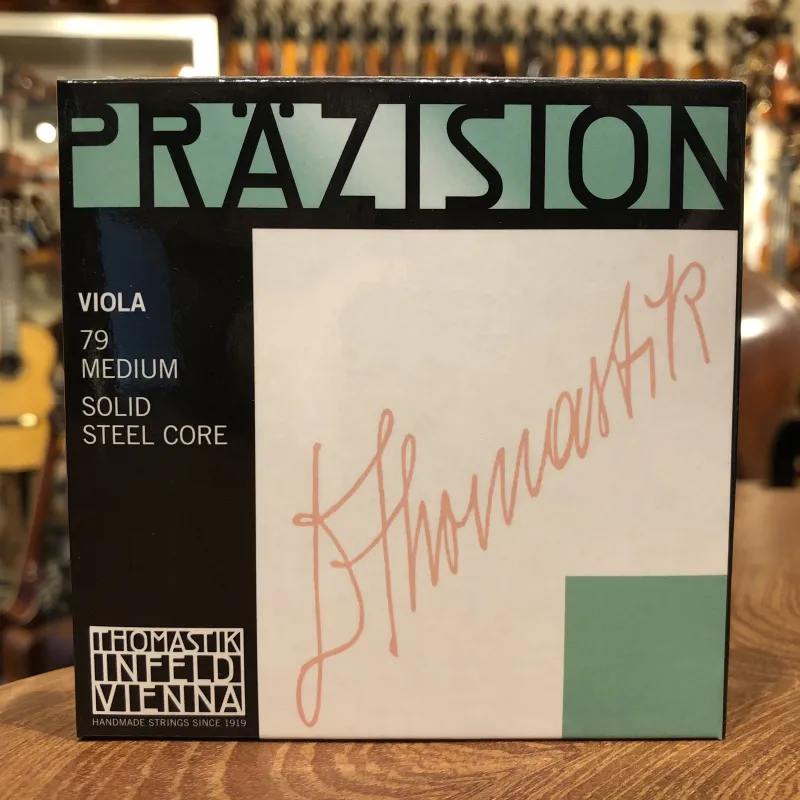 PRÄZISION
VIOLA
79
MEDIUM
SOLID
STEEL CORE
Thomastik
THOMASTIK
INFELD
VIENNA
HANDMADE STRINGS SINCE 1919